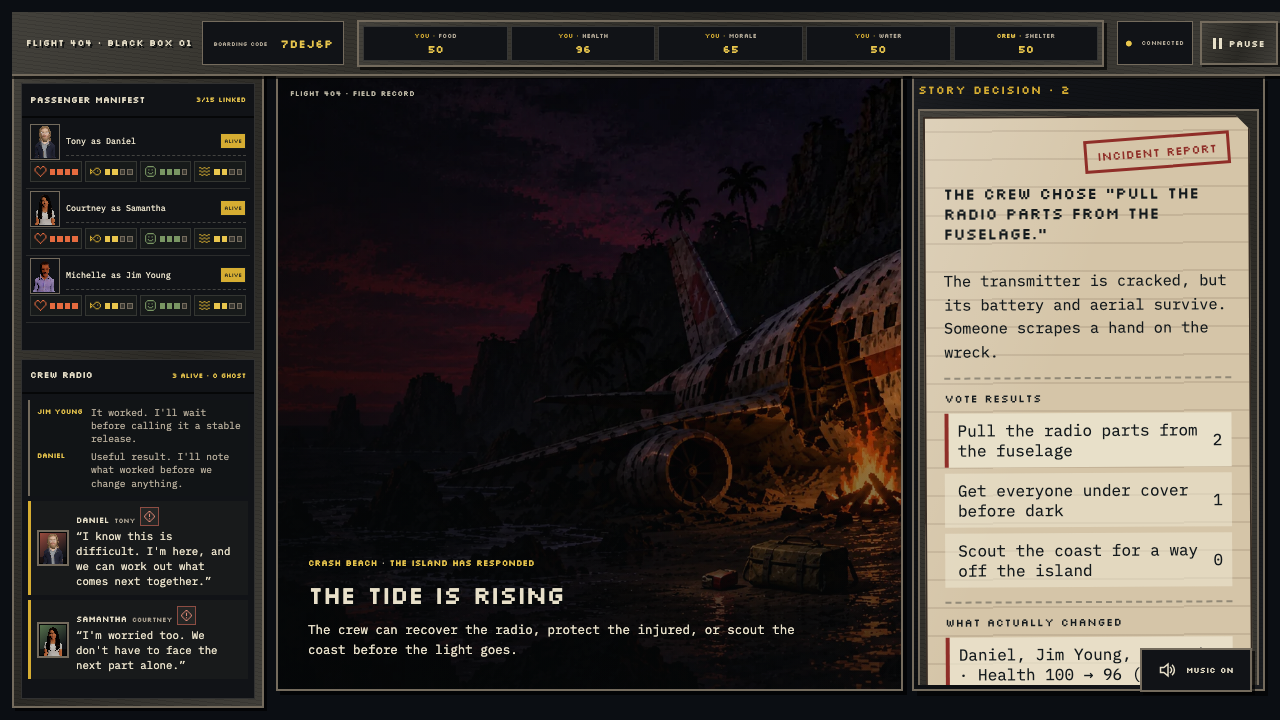 FLIGHT 404 · BLACK BOX 01
BOARDING CODE 7DEJ6P
YOU · FOOD
50
YOU · HEALTH
96
YOU · MORALE
65
YOU · WATER
50
CREW · SHELTER
50
CONNECTED
PAUSE
PASSENGER MANIFEST
3/15 LINKED
Tony as Daniel
ALIVE
Courtney as Samantha
ALIVE
Michelle as Jim Young
ALIVE
CREW RADIO
3 ALIVE · 0 GHOST
JIM YOUNG
It worked. I'll wait
before calling it a stable
release.
DANIEL
Useful result. I'll note
what worked before we
change anything.
DANIEL TONY
“I know this is
difficult. I'm here, and
we can work out what
comes next together.”
SAMANTHA COURTNEY
“I'm worried too. We
don't have to face the
next part alone.”
FLIGHT 404 · FIELD RECORD
CRASH BEACH · THE ISLAND HAS RESPONDED
THE TIDE IS RISING
The crew can recover the radio, protect the injured, or scout the
coast before the light goes.
STORY DECISION · 2
INCIDENT REPORT
THE CREW CHOSE "PULL THE
RADIO PARTS FROM THE
FUSELAGE."
The transmitter is cracked, but
its battery and aerial survive.
Someone scrapes a hand on the
wreck.
VOTE RESULTS
Pull the radio parts from
the fuselage
2
Get everyone under cover
before dark
1
Scout the coast for a way
off the island
0
WHAT ACTUALLY CHANGED
Daniel, Jim Young,
· Health 100 → 96 (
MUSIC ON